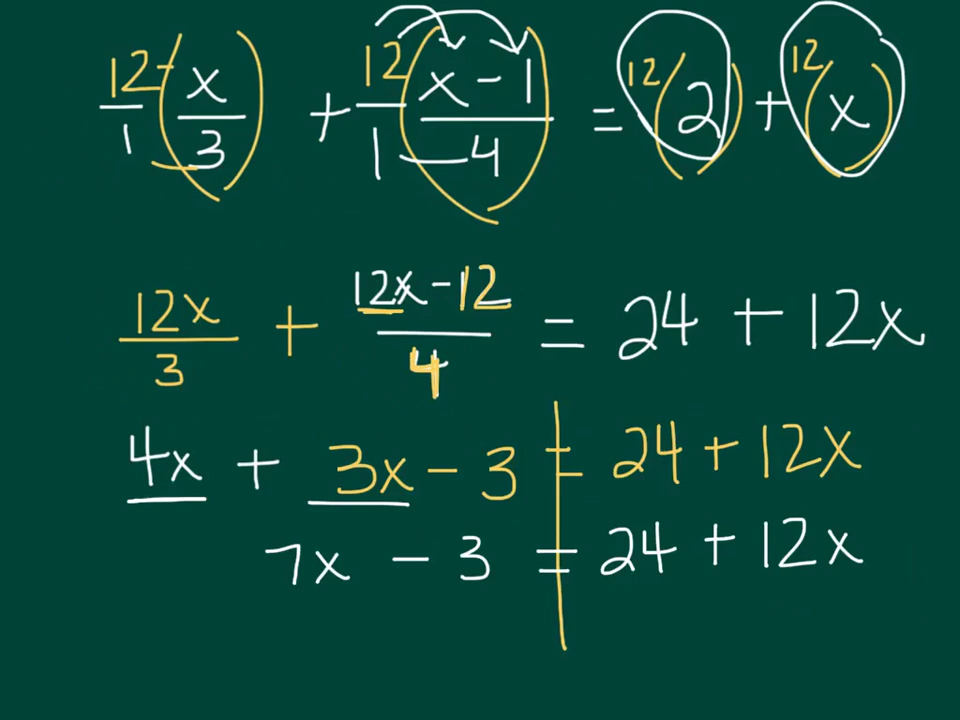 12/1 (x/3) + 12/1 (x - 1/4) = 12(2) + 12(x)
12x/3 + 12x - 12/4 = 24 + 12x
4x + 3x - 3 = 24 + 12x
7x - 3 = 24 + 12x